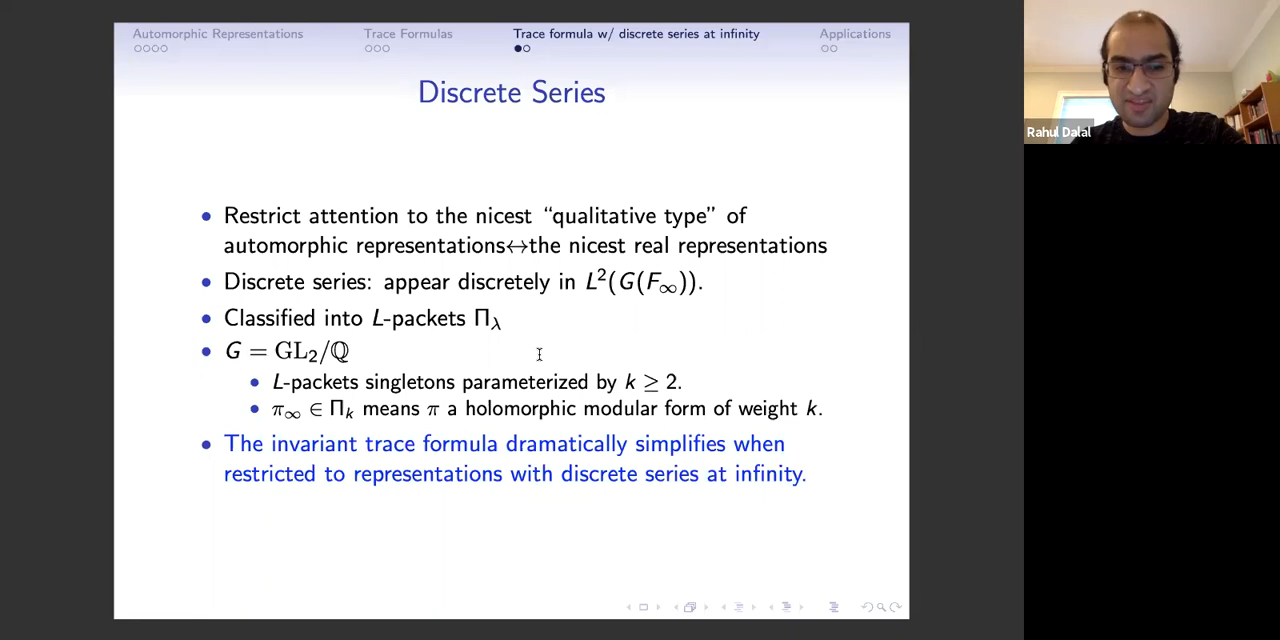 Automorphic Representations Trace Formulas Trace formula w/ discrete series at infinity Applications
Discrete Series
• Restrict attention to the nicest “qualitative type” of
automorphic representations↔the nicest real representations
• Discrete series: appear discretely in L²(G(F∞)).
• Classified into L-packets Πλ
• G = GL₂/ℚ
• L-packets singletons parameterized by k ≥ 2.
• π∞ ∈ Πₖ means π a holomorphic modular form of weight k.
• The invariant trace formula dramatically simplifies when
restricted to representations with discrete series at infinity.
Rahul Dalal